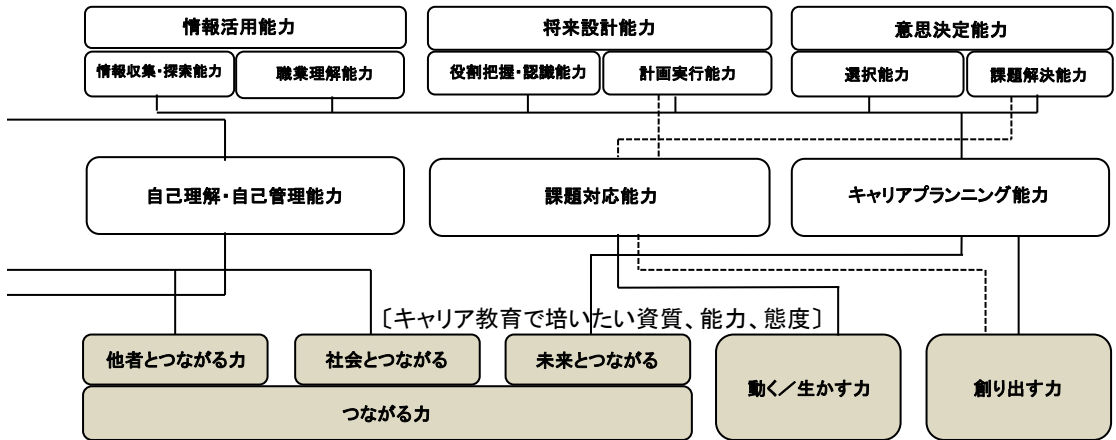 情報活用能力
将来設計能力
意思決定能力
情報収集・探索能力
職業理解能力
役割把握・認識能力
計画実行能力
選択能力
課題解決能力
自己理解・自己管理能力
課題対応能力
キャリアプランニング能力
〔キャリア教育で培いたい資質、能力、態度〕
他者とつながる力
社会とつながる
未来とつながる
動く／生かす力
創り出す力
つながる力